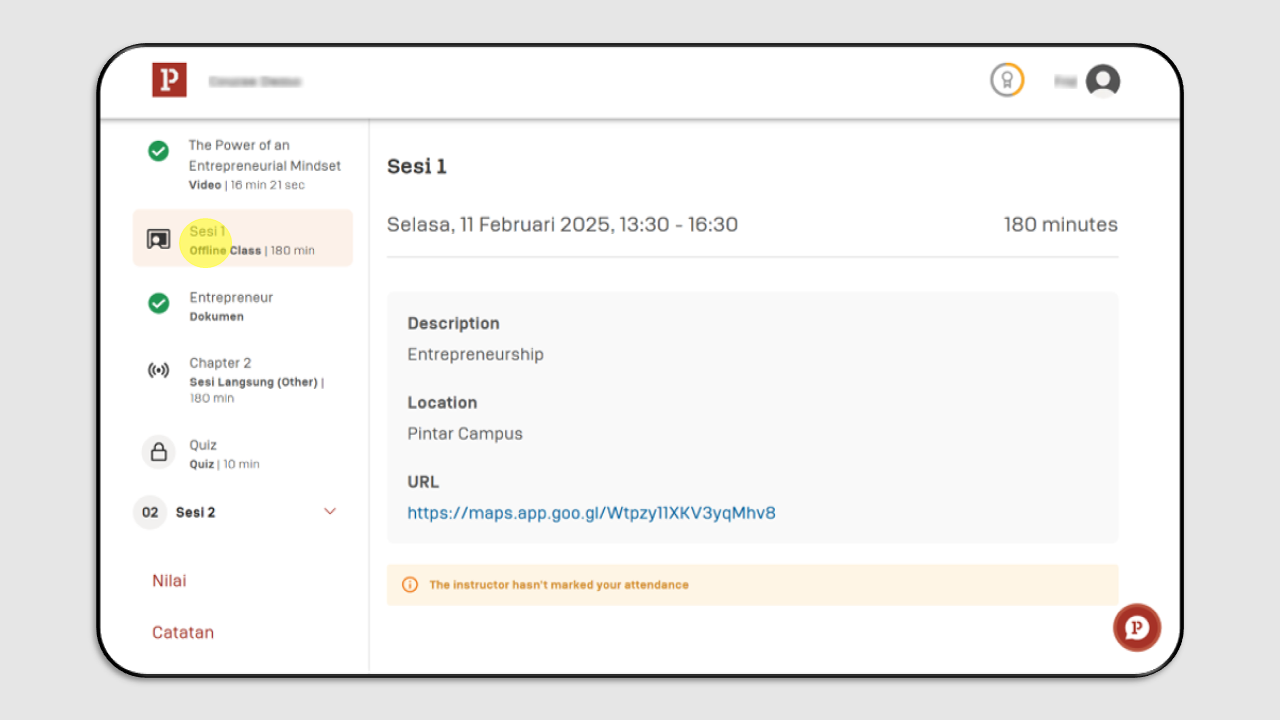 P
The Power of an
Entrepreneurial Mindset
Video | 16 min 21 sec
Sesi 1
Offline Class | 180 min
Entrepreneur
Dokumen
Chapter 2
Sesi Langsung (Other) |
180 min
Quiz
Quiz | 10 min
02 Sesi 2
Nilai
Catatan
Sesi 1
Selasa, 11 Februari 2025, 13:30 - 16:30
180 minutes
Description
Entrepreneurship
Location
Pintar Campus
URL
https://maps.app.goo.gl/Wtpzy11XKV3yqMhv8
The instructor hasn't marked your attendance
P